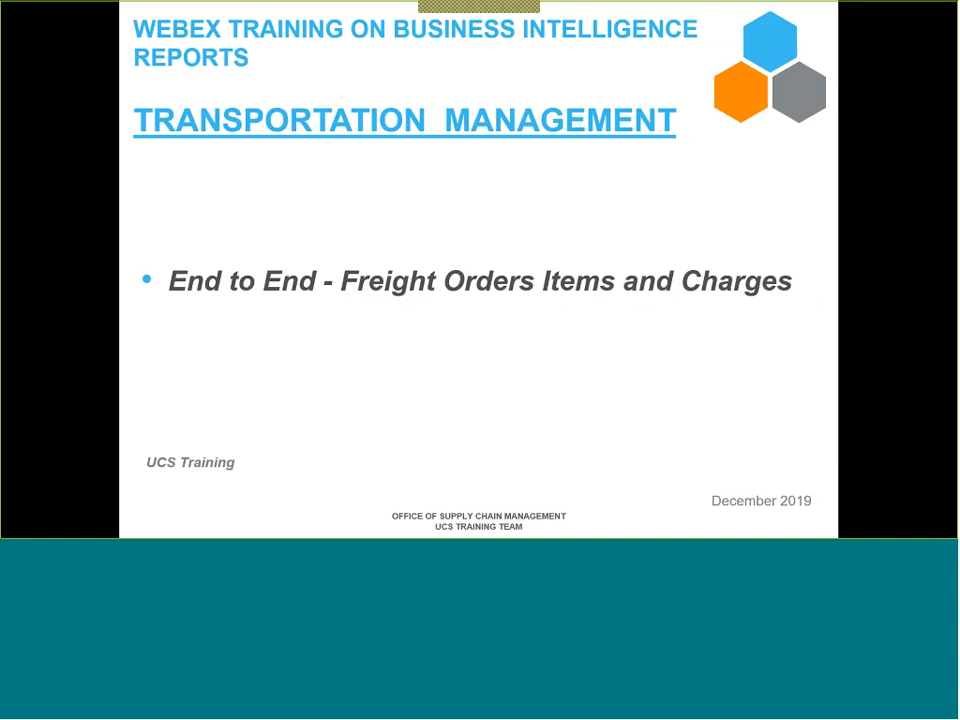 WEBEX TRAINING ON BUSINESS INTELLIGENCE
REPORTS
TRANSPORTATION MANAGEMENT
• End to End - Freight Orders Items and Charges
UCS Training
December 2019
OFFICE OF SUPPLY CHAIN MANAGEMENT
UCS TRAINING TEAM